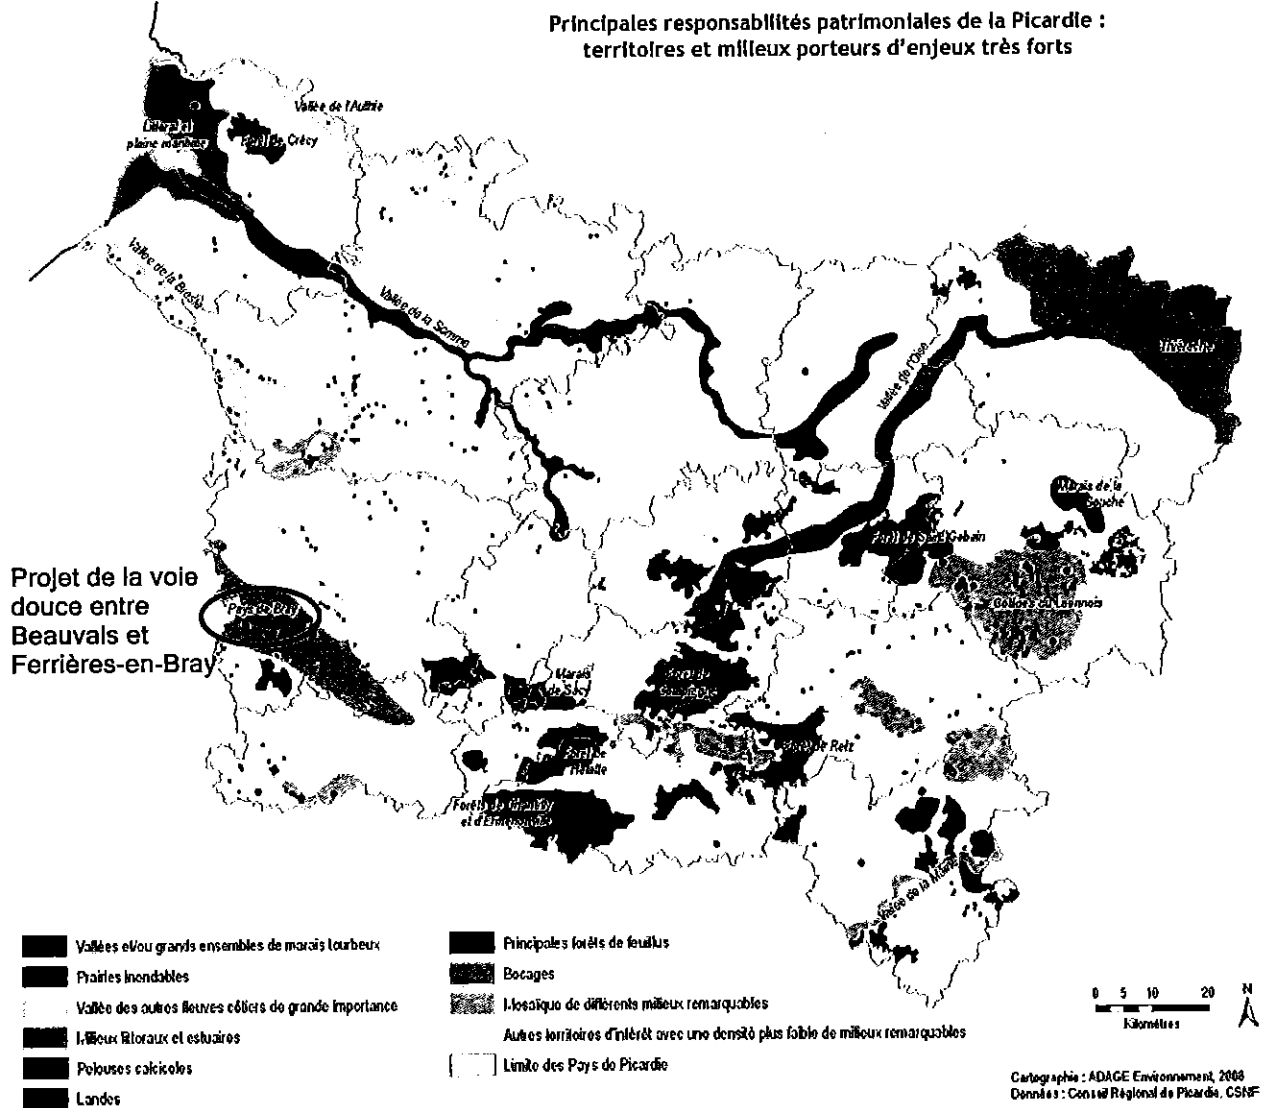 Principales responsabilités patrimoniales de la Picardie :
territoires et milieux porteurs d'enjeux très forts
Vallée de l'Authie
Littoral et
plaine maritime
Forêt de Crécy
Vallée de la Bresle
Vallée de la Somme
Vallée de l'Oise
Thiérache
Marais de la
Souche
Forêt de Saint Gobain
Collines du Laonnois
Projet de la voie
douce entre
Beauvais et
Ferrières-en-Bray
Pays de Bray
Marais
de Sacy
Forêt de
Compiègne
Forêt de Retz
Forêt de
Halatte
Forêts de Chantilly
et d'Ermenonville
Vallée de la Marne
Vallées et/ou grands ensembles de marais tourbeux
Prairies inondables
Vallée des autres fleuves côtiers de grande importance
Milieux littoraux et estuaires
Pelouses calcicoles
Landes
Principales forêts de feuillus
Bocages
Mosaïque de différents milieux remarquables
Autres territoires d'intérêt avec une densité plus faible de milieux remarquables
Limite des Pays de Picardie
0 5 10 20
Kilomètres
N
Cartographie : ADAGE Environnement, 2008
Données : Conseil Régional de Picardie, CSNP